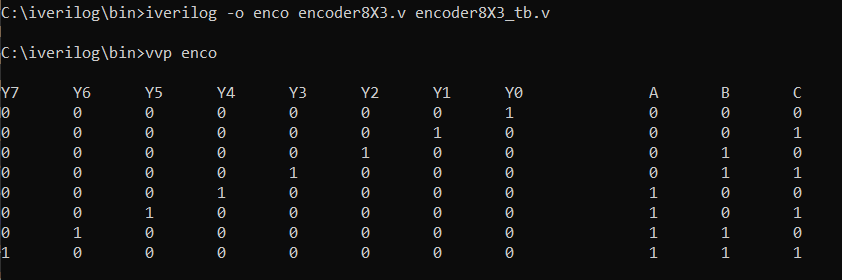 C:\iverilog\bin>iverilog -o enco encoder8X3.v encoder8X3_tb.v
C:\iverilog\bin>vvp enco
Y7 Y6 Y5 Y4 Y3 Y2 Y1 Y0 A B C
0 0 0 0 0 0 0 1 0 0 0
0 0 0 0 0 0 1 0 0 0 1
0 0 0 0 0 1 0 0 0 1 0
0 0 0 0 1 0 0 0 0 1 1
0 0 0 1 0 0 0 0 1 0 0
0 0 1 0 0 0 0 0 1 0 1
0 1 0 0 0 0 0 0 1 1 0
1 0 0 0 0 0 0 0 1 1 1